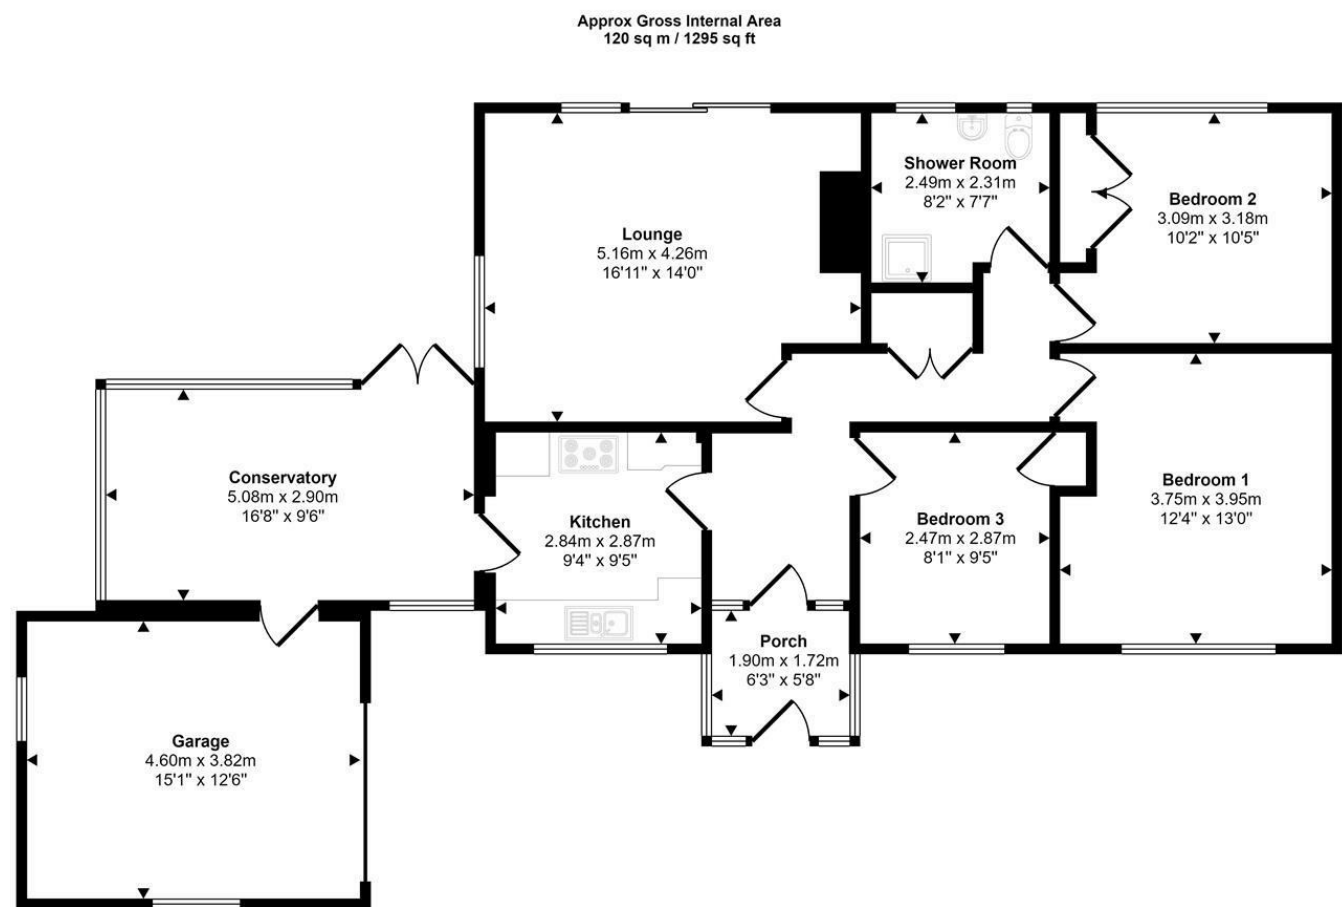 Approx Gross Internal Area
120 sq m / 1295 sq ft
Lounge
5.16m x 4.26m
16'11" x 14'0"
Shower Room
2.49m x 2.31m
8'2" x 7'7"
Bedroom 2
3.09m x 3.18m
10'2" x 10'5"
Conservatory
5.08m x 2.90m
16'8" x 9'6"
Kitchen
2.84m x 2.87m
9'4" x 9'5"
Bedroom 3
2.47m x 2.87m
8'1" x 9'5"
Bedroom 1
3.75m x 3.95m
12'4" x 13'0"
Porch
1.90m x 1.72m
6'3" x 5'8"
Garage
4.60m x 3.82m
15'1" x 12'6"